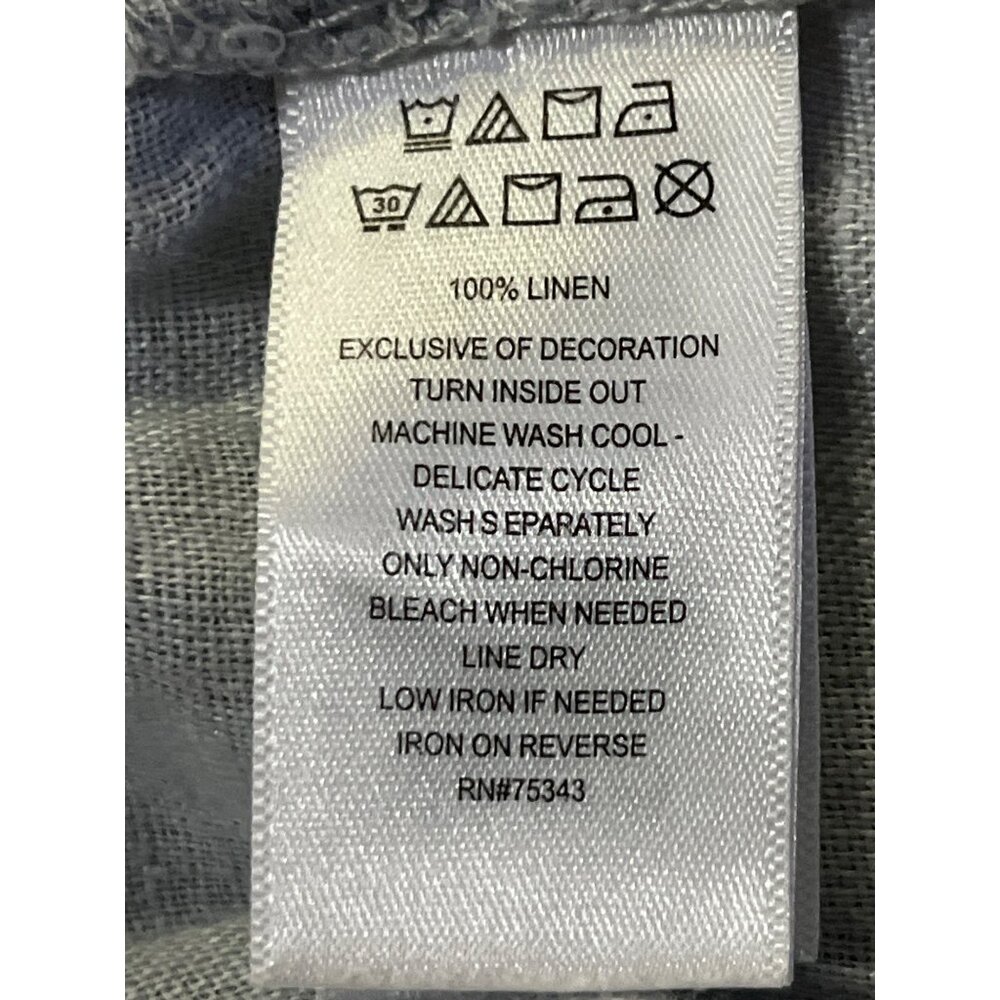 30
100% LINEN
EXCLUSIVE OF DECORATION
TURN INSIDE OUT
MACHINE WASH COOL -
DELICATE CYCLE
WASH S EPARATELY
ONLY NON-CHLORINE
BLEACH WHEN NEEDED
LINE DRY
LOW IRON IF NEEDED
IRON ON REVERSE
RN#75343